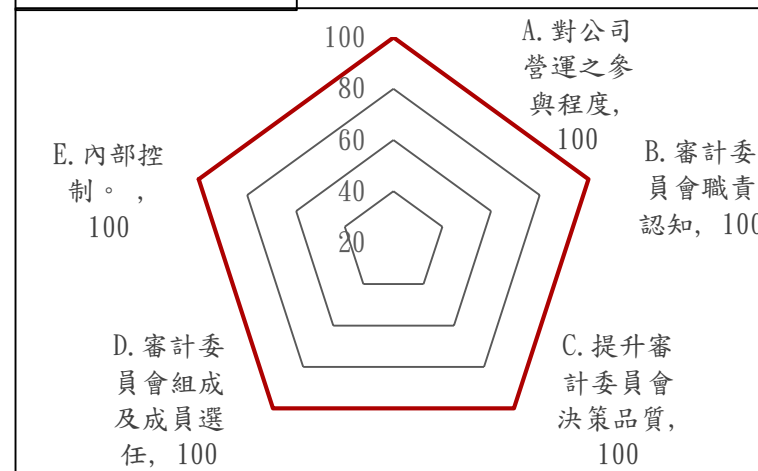 100
80
60
40
20
A.對公司
營運之參
與程度,
100
B.審計委
員會職責
認知, 100
C.提升審
計委員會
決策品質,
100
D.審計委
員會組成
及成員選
任, 100
E.內部控
制。 ,
100